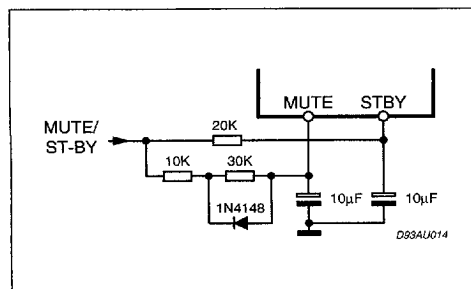 MUTE STBY
MUTE/
ST-BY
20K
10K 30K
1N4148
10µF 10µF
D93AU014